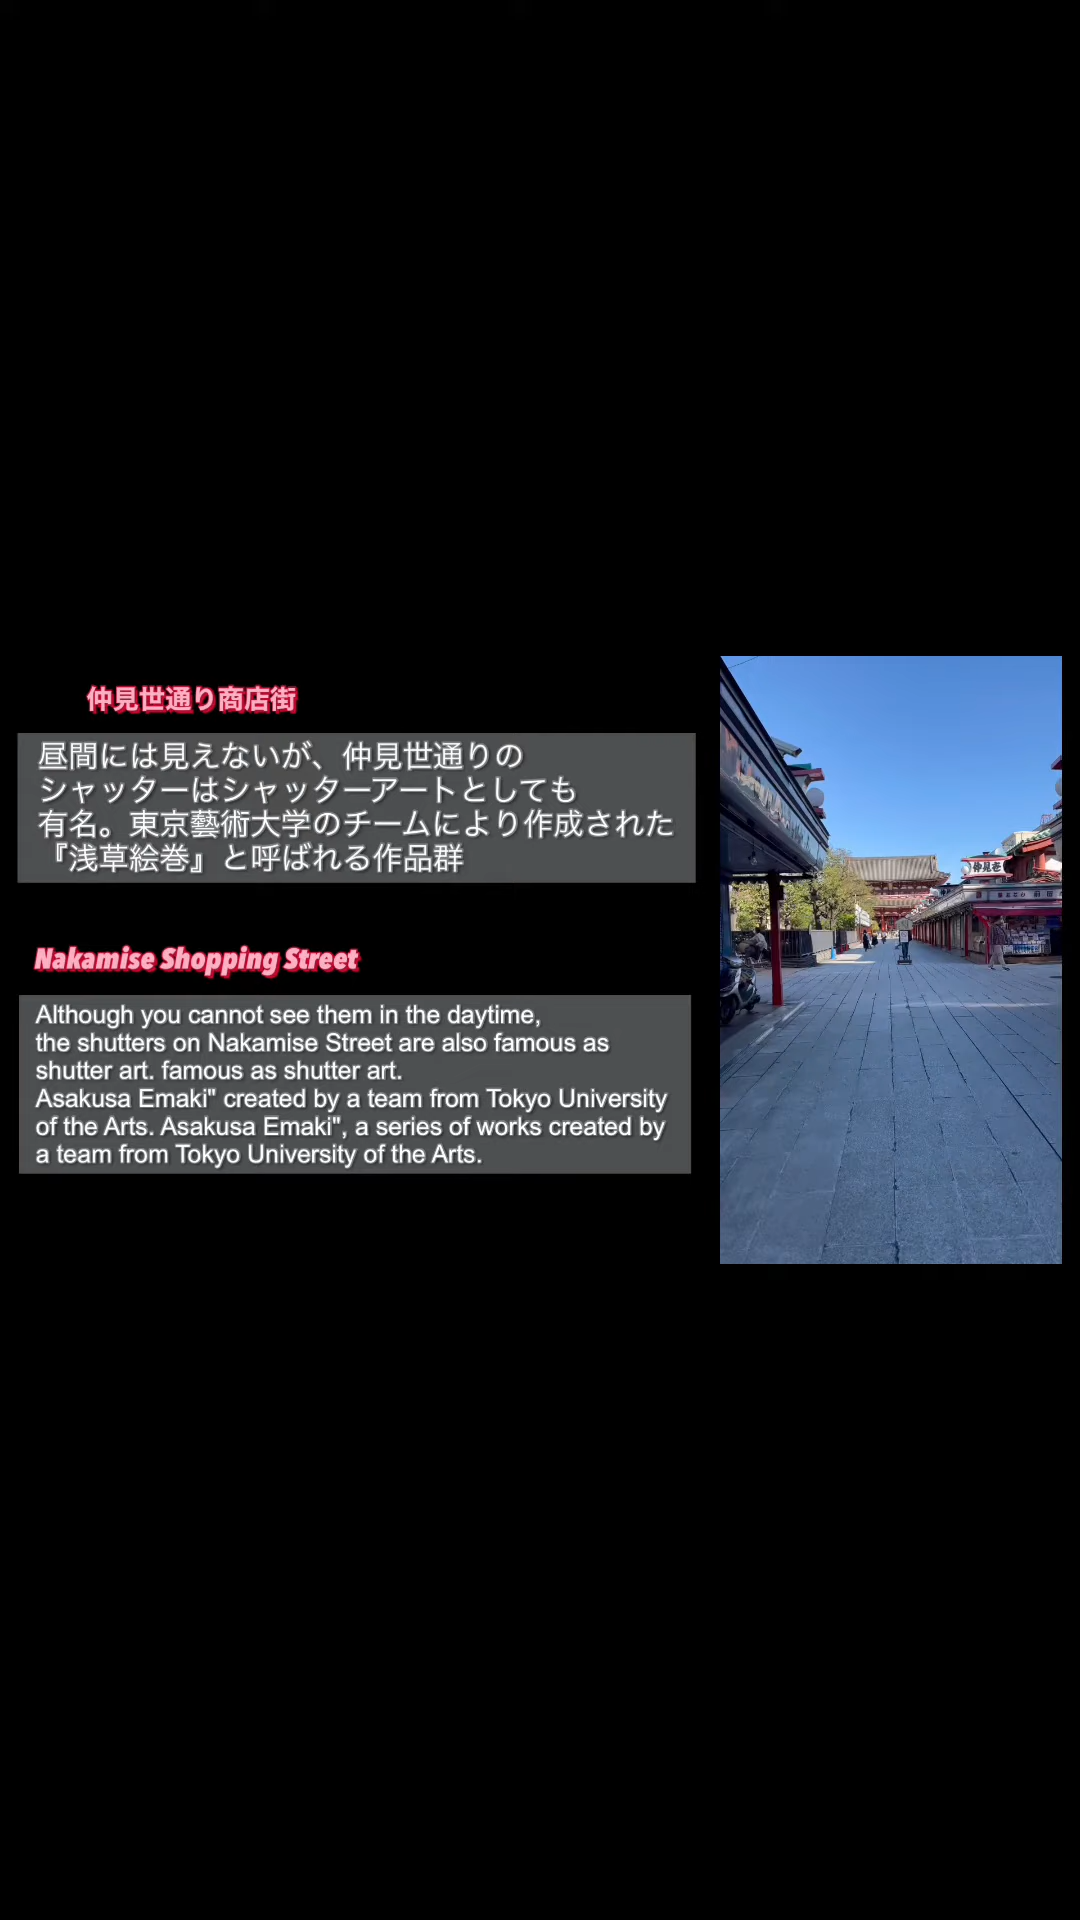 仲見世通り商店街
昼間には見えないが、仲見世通りの
シャッターはシャッターアートとしても
有名。東京藝術大学のチームにより作成された
『浅草絵巻』と呼ばれる作品群
Nakamise Shopping Street
Although you cannot see them in the daytime,
the shutters on Nakamise Street are also famous as
shutter art. famous as shutter art.
Asakusa Emaki" created by a team from Tokyo University
of the Arts. Asakusa Emaki", a series of works created by
a team from Tokyo University of the Arts.